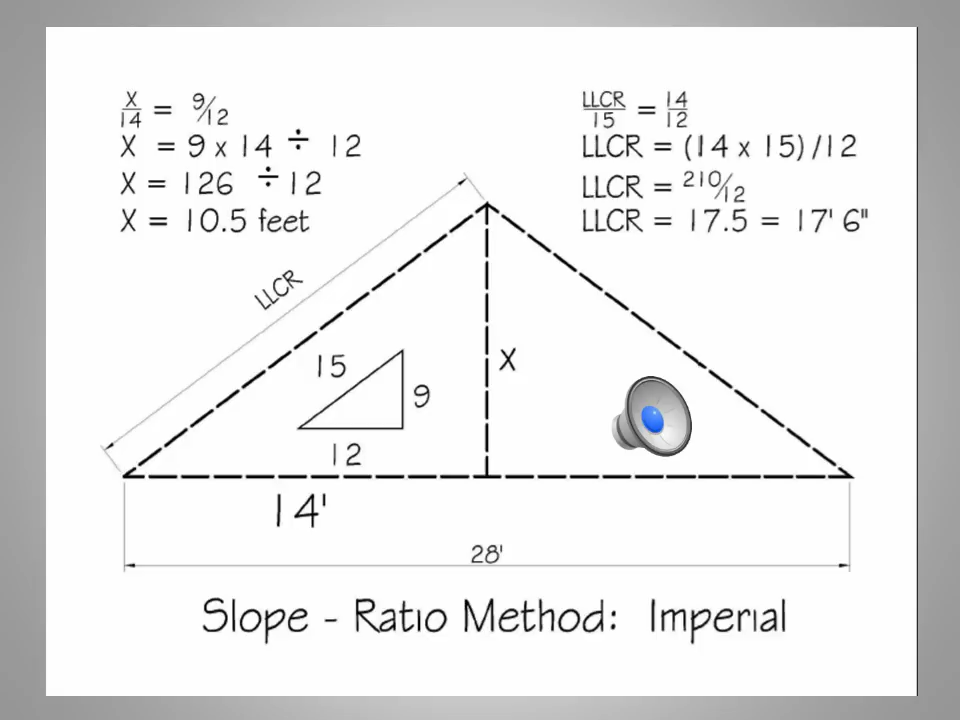 X/14 = 9/12
X = 9 x 14 ÷ 12
X = 126 ÷ 12
X = 10.5 feet
LLCR/15 = 14/12
LLCR = (14 x 15) /12
LLCR = 210/12
LLCR = 17.5 = 17' 6"
LLCR
15
9
12
X
14'
28'
Slope - Ratio Method: Imperial